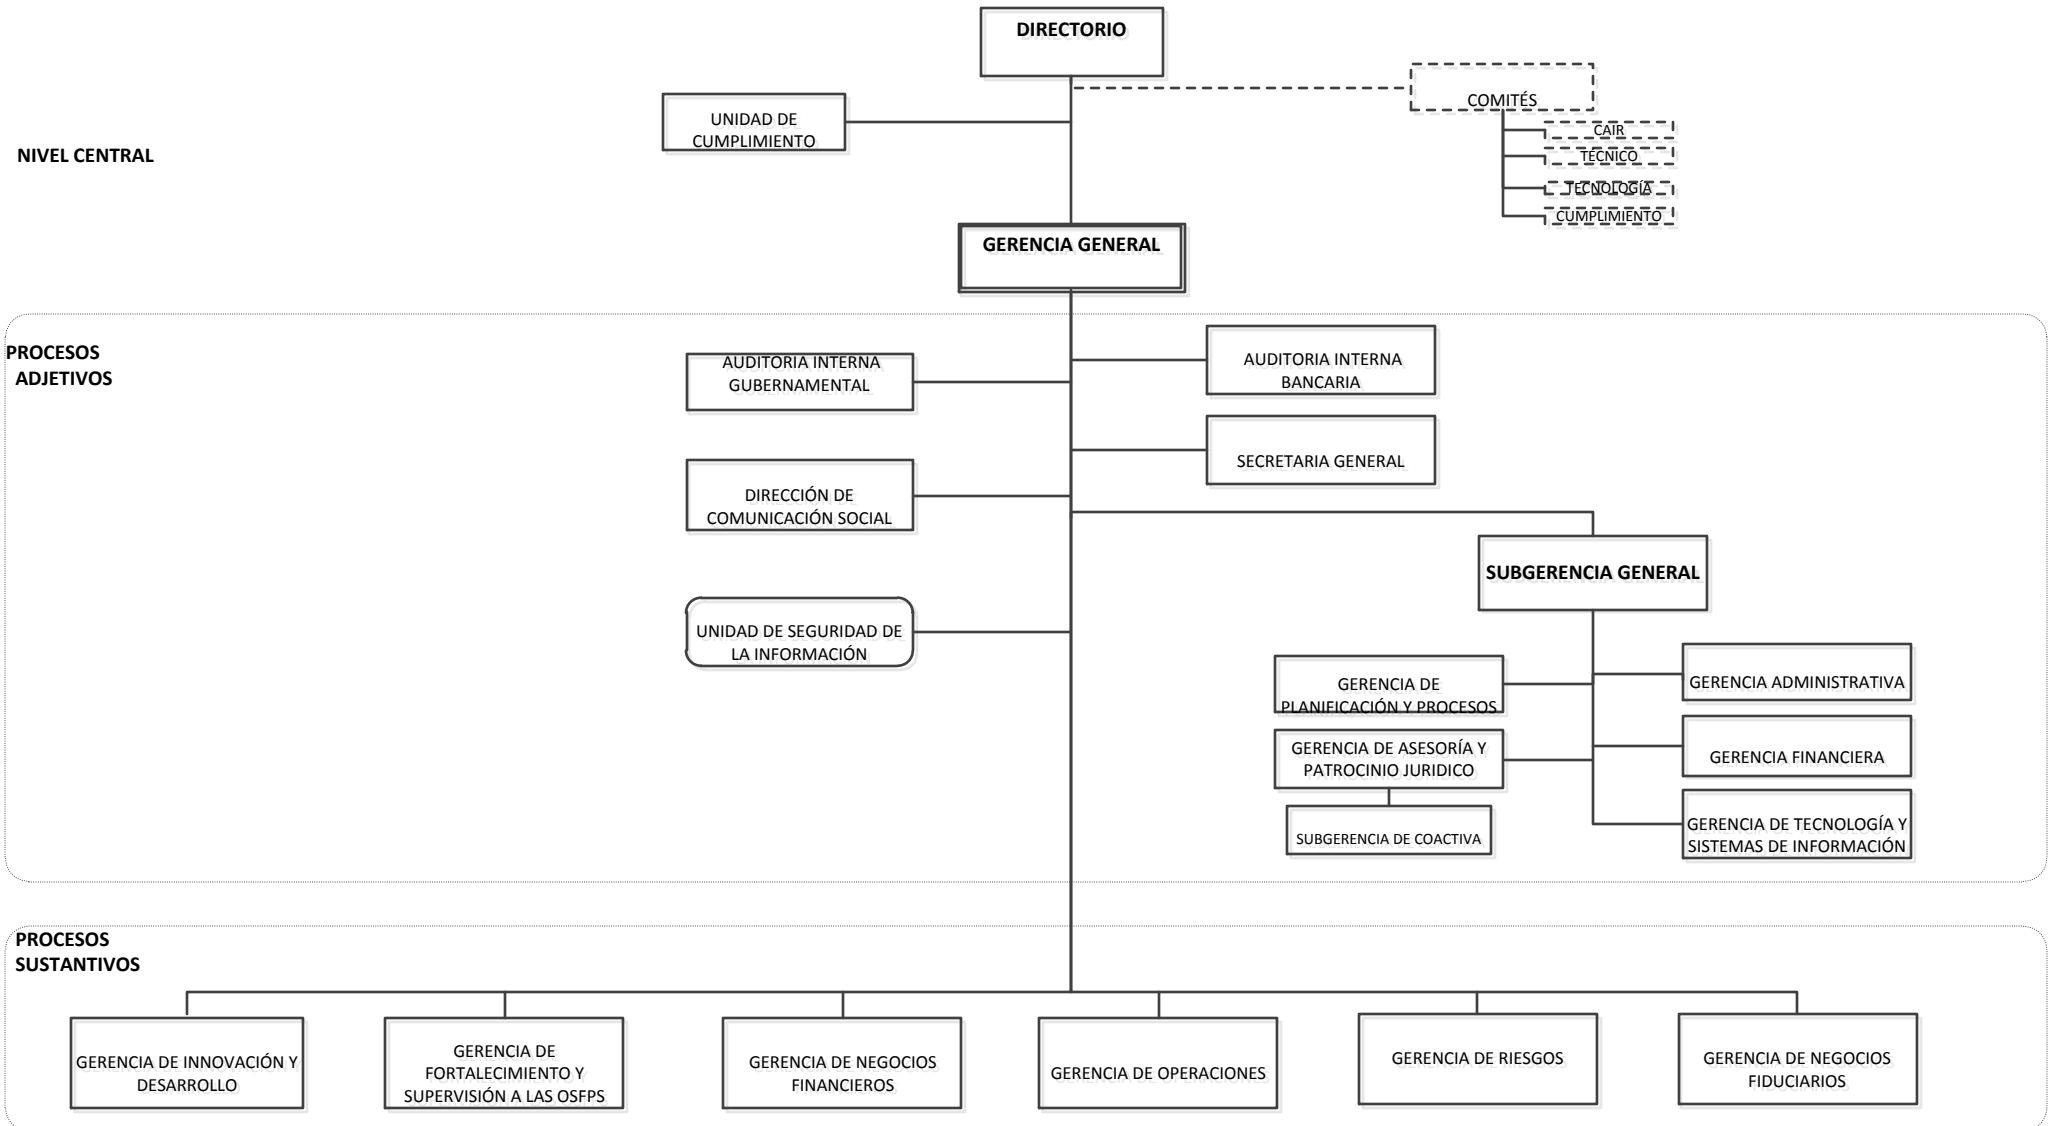 DIRECTORIO
COMITÉS
UNIDAD DE
CUMPLIMIENTO
CAIR
TÉCNICO
TECNOLOGÍA
CUMPLIMIENTO
NIVEL CENTRAL
GERENCIA GENERAL
PROCESOS
ADJETIVOS
AUDITORIA INTERNA
GUBERNAMENTAL
AUDITORIA INTERNA
BANCARIA
SECRETARIA GENERAL
DIRECCIÓN DE
COMUNICACIÓN SOCIAL
SUBGERENCIA GENERAL
UNIDAD DE SEGURIDAD DE
LA INFORMACIÓN
GERENCIA DE
PLANIFICACIÓN Y PROCESOS
GERENCIA ADMINISTRATIVA
GERENCIA DE ASESORÍA Y
PATROCINIO JURIDICO
GERENCIA FINANCIERA
SUBGERENCIA DE COACTIVA
GERENCIA DE TECNOLOGÍA Y
SISTEMAS DE INFORMACIÓN
PROCESOS
SUSTANTIVOS
GERENCIA DE INNOVACIÓN Y
DESARROLLO
GERENCIA DE
FORTALECIMIENTO Y
SUPERVISIÓN A LAS OSFPS
GERENCIA DE NEGOCIOS
FINANCIEROS
GERENCIA DE OPERACIONES
GERENCIA DE RIESGOS
GERENCIA DE NEGOCIOS
FIDUCIARIOS